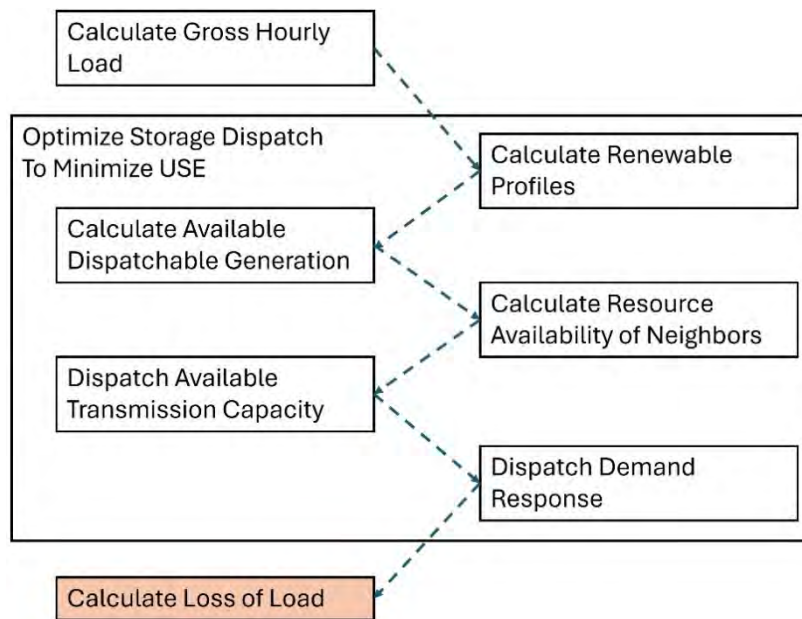 Calculate Gross Hourly
Load
Optimize Storage Dispatch
To Minimize USE
Calculate Renewable
Profiles
Calculate Available
Dispatchable Generation
Calculate Resource
Availability of Neighbors
Dispatch Available
Transmission Capacity
Dispatch Demand
Response
Calculate Loss of Load